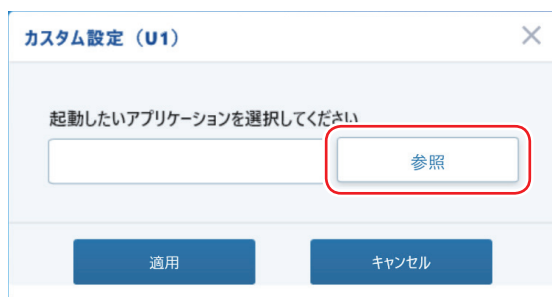 カスタム設定（U1）
起動したいアプリケーションを選択してください
参照
適用
キャンセル